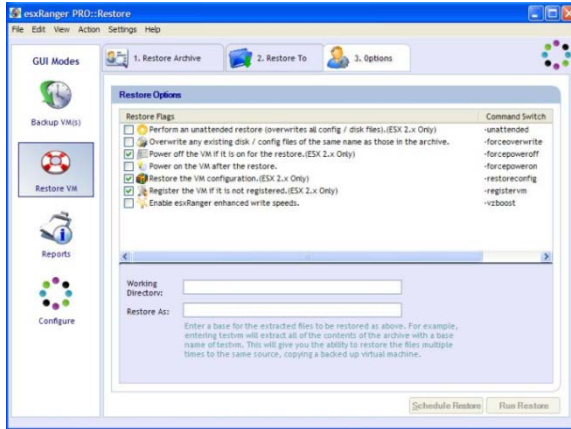 esxRanger PRO::Restore
File Edit View Action Settings Help
GUI Modes
Backup VM(s)
Restore VM
Reports
Configure
1. Restore Archive
2. Restore To
3. Options
Restore Options
Restore Flags Command Switch
Perform an unattended restore (overwrites all config / disk files).(ESX 2.x Only) -unattended
Overwrite any existing disk / config files of the same name as those in the archive. -forceoverwrite
Power off the VM if it is on for the restore.(ESX 2.x Only) -forcepoweroff
Power on the VM after the restore. -forcepoweron
Restore the VM configuration.(ESX 2.x Only) -restoreconfig
Register the VM if it is not registered.(ESX 2.x Only) -registervm
Enable esxRanger enhanced write speeds. -vzboost
Working
Directory:
Restore As:
Enter a base for the extracted files to be restored as above. For example,
entering testvm will extract all of the contents of the archive with a base
name of testvm. This will give you the ability to restore the files multiple
times to the same source, copying a backed up virtual machine.
Schedule Restore Run Restore